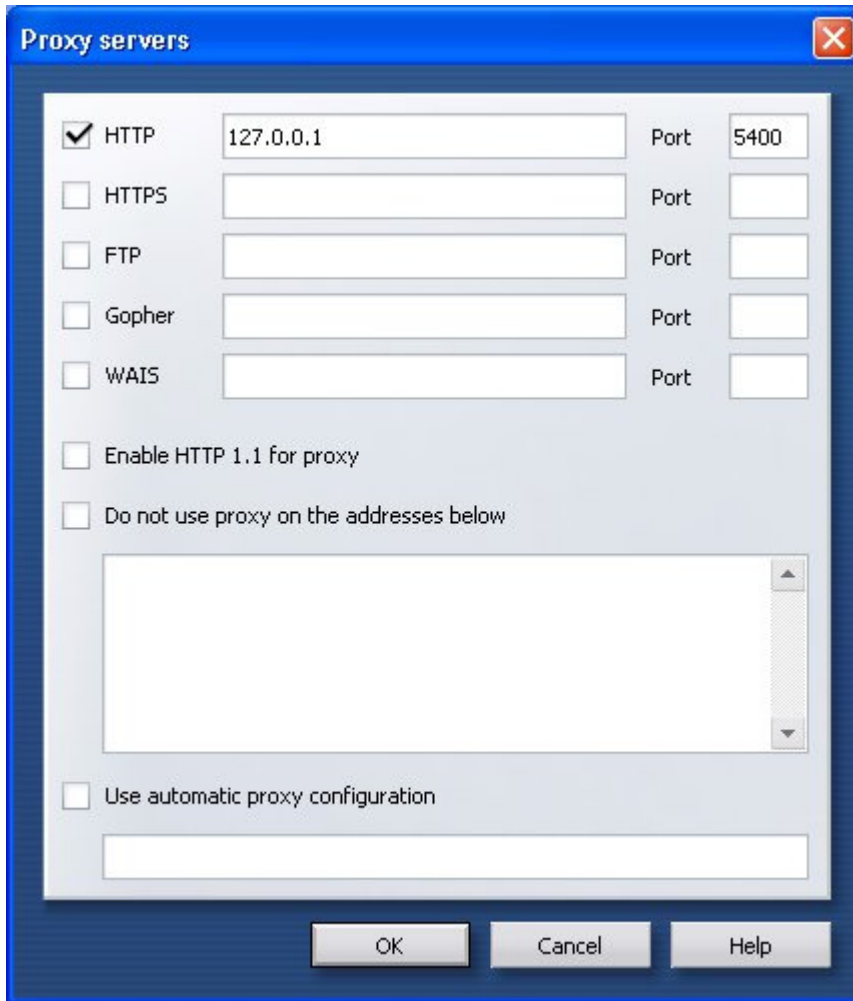 Proxy servers
HTTP 127.0.0.1 Port 5400
HTTPS Port
FTP Port
Gopher Port
WAIS Port
Enable HTTP 1.1 for proxy
Do not use proxy on the addresses below
Use automatic proxy configuration
OK Cancel Help